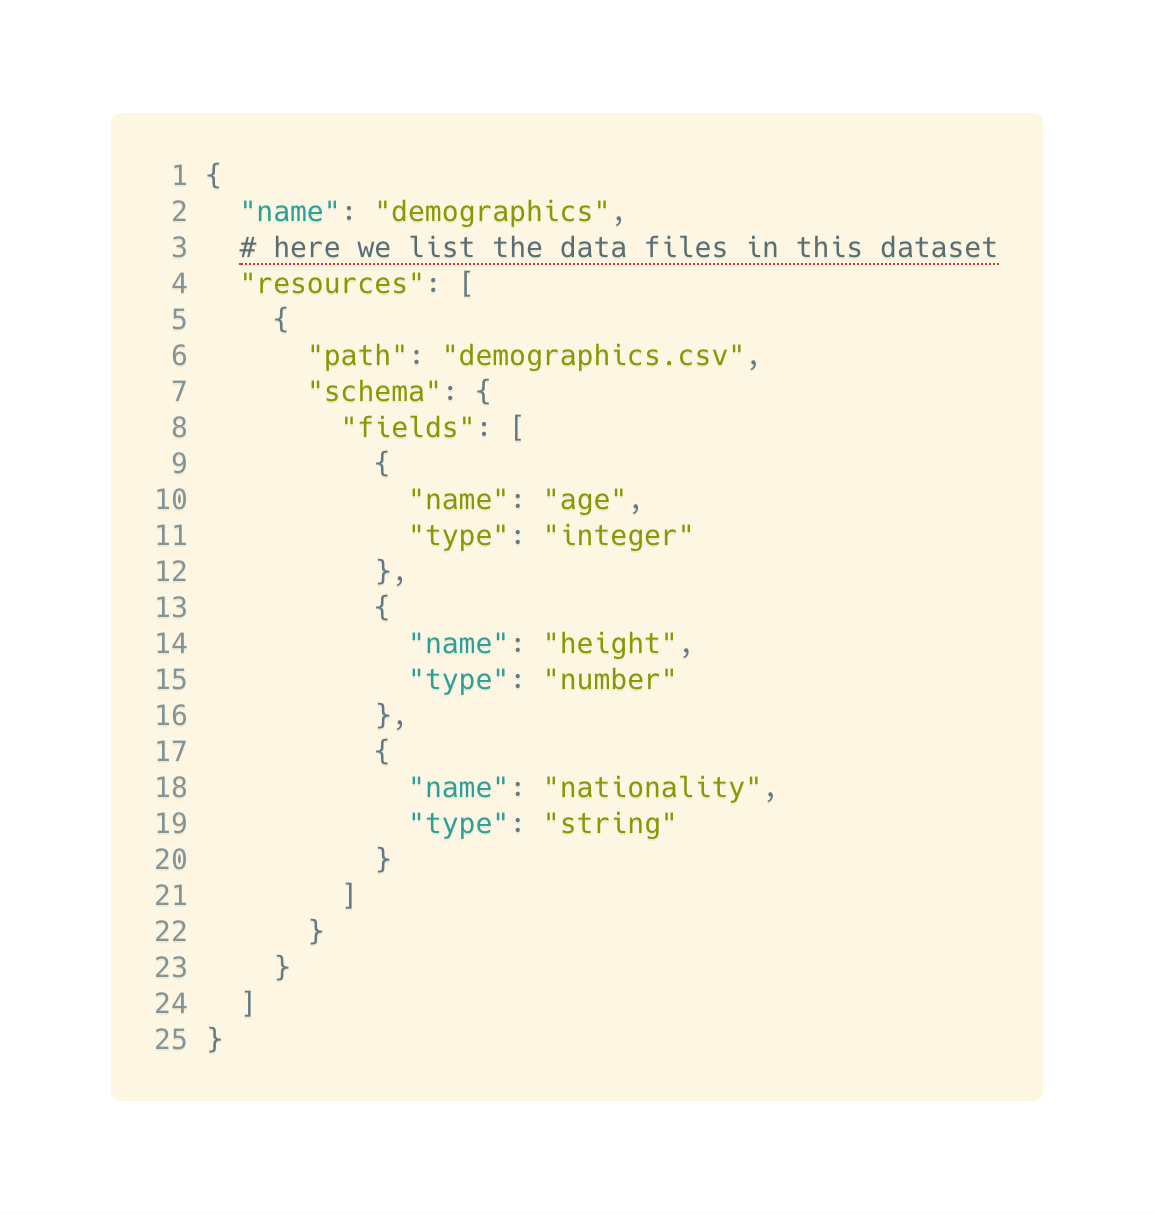 1 {
2   "name": "demographics",
3   # here we list the data files in this dataset
4   "resources": [
5     {
6       "path": "demographics.csv",
7       "schema": {
8         "fields": [
9           {
10             "name": "age",
11             "type": "integer"
12           },
13           {
14             "name": "height",
15             "type": "number"
16           },
17           {
18             "name": "nationality",
19             "type": "string"
20           }
21         ]
22       }
23     }
24   ]
25 }